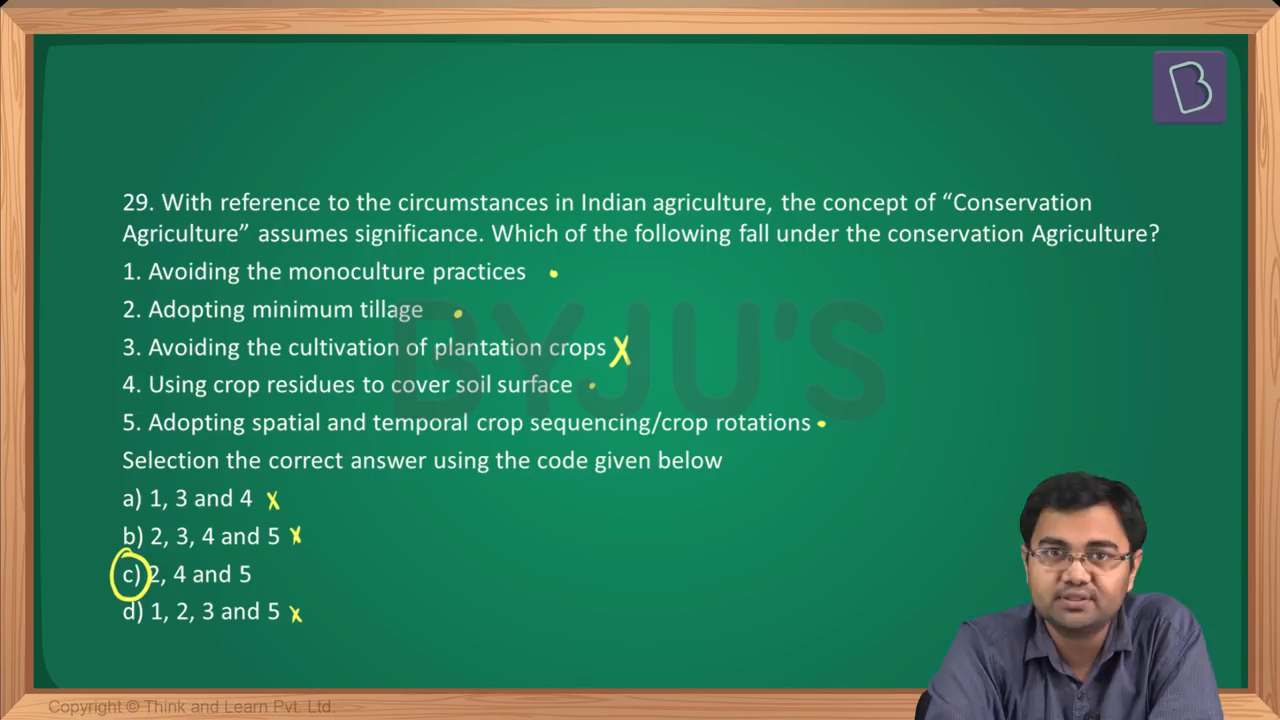 B
29. With reference to the circumstances in Indian agriculture, the concept of “Conservation
Agriculture” assumes significance. Which of the following fall under the conservation Agriculture?
1. Avoiding the monoculture practices
2. Adopting minimum tillage
3. Avoiding the cultivation of plantation crops X
4. Using crop residues to cover soil surface
5. Adopting spatial and temporal crop sequencing/crop rotations
Selection the correct answer using the code given below
a) 1, 3 and 4 x
b) 2, 3, 4 and 5 x
c) 2, 4 and 5
d) 1, 2, 3 and 5 x
BYJU'S
Copyright © Think and Learn Pvt. Ltd.